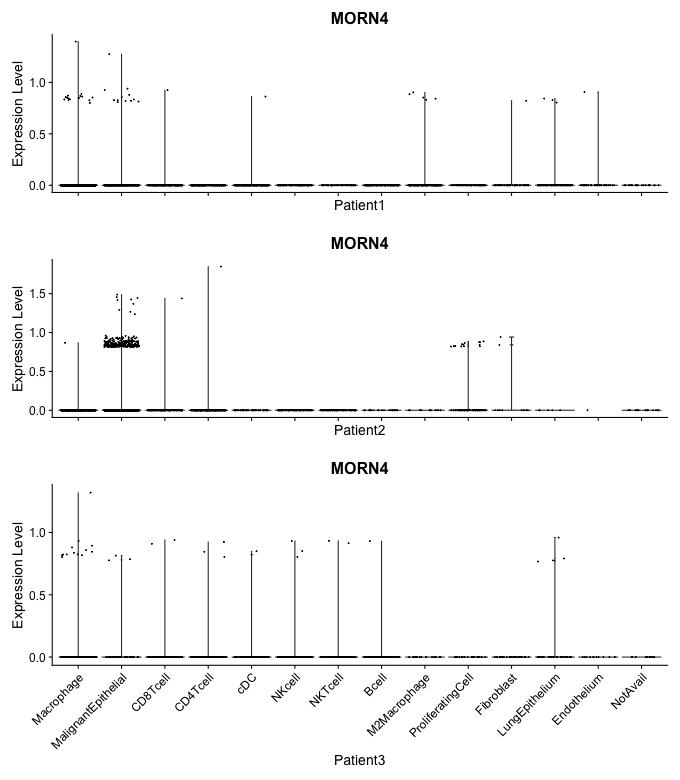 MORN4
Expression Level
1.0
0.5
0.0
Patient1
MORN4
Expression Level
1.5
1.0
0.5
0.0
Patient2
MORN4
Expression Level
1.0
0.5
0.0
Macrophage
MalignantEpithelial
CD8Tcell
CD4Tcell
cDC
NKcell
NKTcell
Bcell
M2Macrophage
ProliferatingCell
Fibroblast
LungEpithelium
Endothelium
NotAvail
Patient3